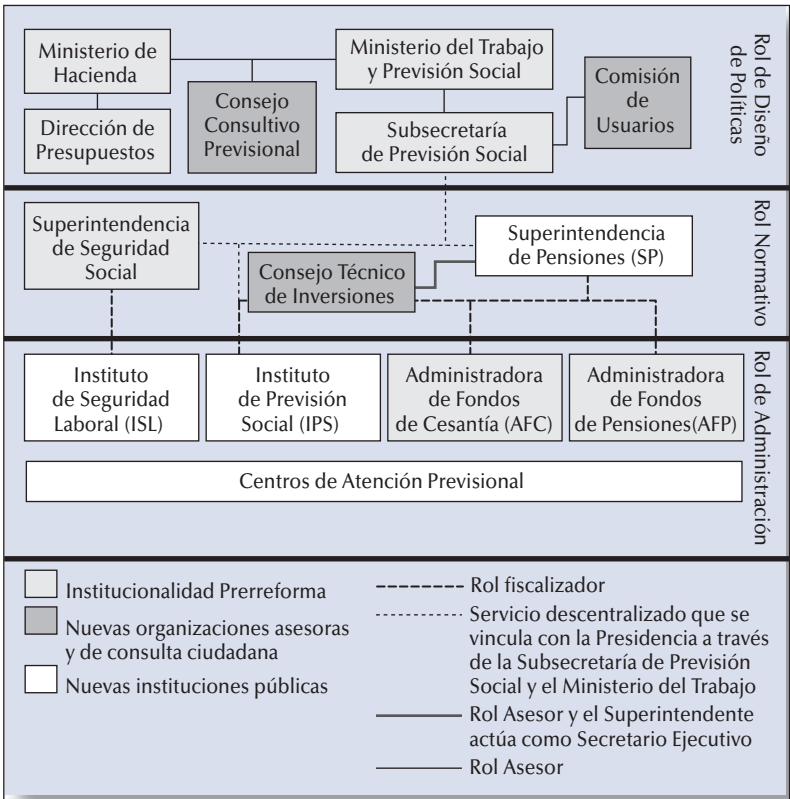 Ministerio de
Hacienda
Ministerio del Trabajo
y Previsión Social
Comisión
de
Usuarios
Consejo
Consultivo
Previsional
Dirección de
Presupuestos
Subsecretaría
de Previsión Social
Rol de Diseño
de Políticas
Superintendencia
de Seguridad
Social
Superintendencia
de Pensiones (SP)
Consejo Técnico
de Inversiones
Rol Normativo
Instituto
de Seguridad
Laboral (ISL)
Instituto
de Previsión
Social (IPS)
Administradora
de Fondos
de Cesantía (AFC)
Administradora
de Fondos
de Pensiones(AFP)
Centros de Atención Previsional
Rol de Administración
Institucionalidad Prerreforma
Nuevas organizaciones asesoras
y de consulta ciudadana
Nuevas instituciones públicas
Rol fiscalizador
Servicio descentralizado que se
vincula con la Presidencia a través
de la Subsecretaría de Previsión
Social y el Ministerio del Trabajo
Rol Asesor y el Superintendente
actúa como Secretario Ejecutivo
Rol Asesor